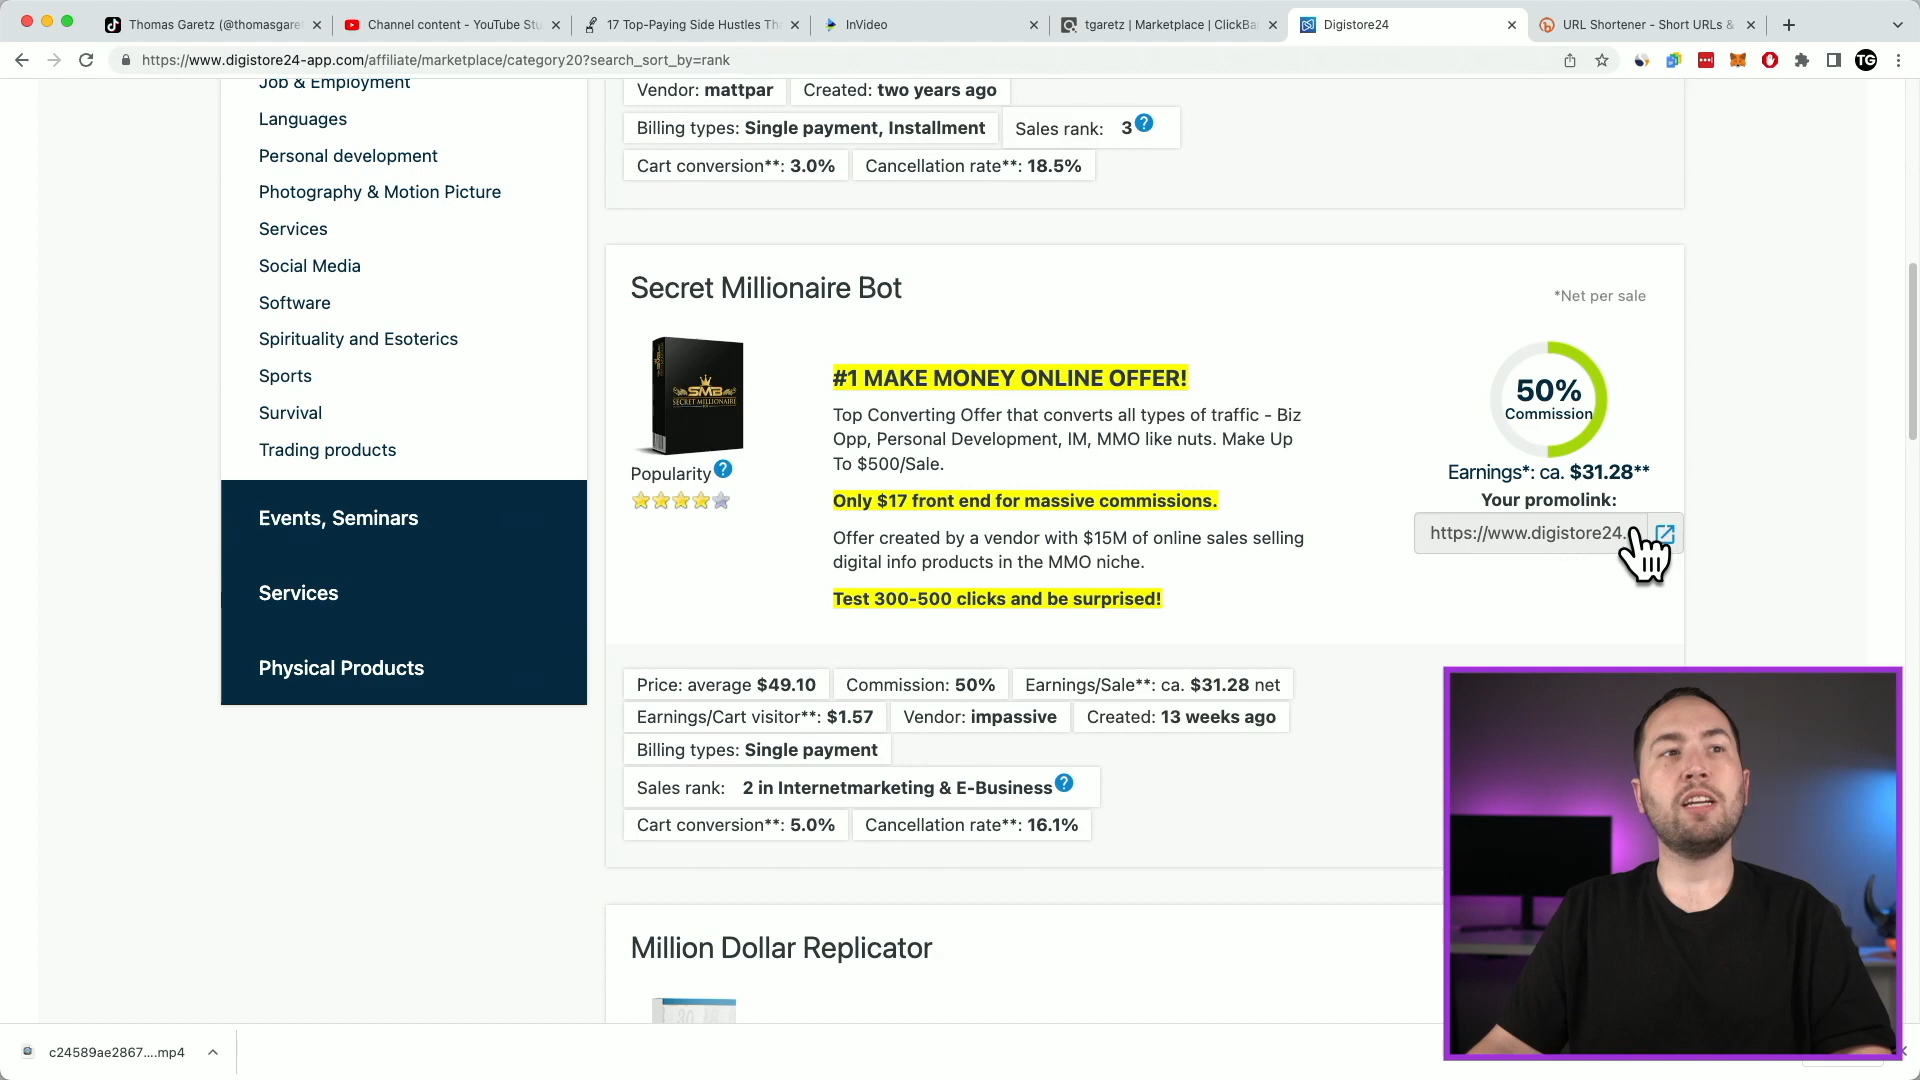 Thomas Garetz (@thomasgaret
Channel content - YouTube Stu
17 Top-Paying Side Hustles Th
InVideo
tgaretz | Marketplace | ClickBa
Digistore24
URL Shortener - Short URLs &
https://www.digistore24-app.com/affiliate/marketplace/category20?search_sort_by=rank
TG
Job & Employment
Languages
Personal development
Photography & Motion Picture
Services
Social Media
Software
Spirituality and Esoterics
Sports
Survival
Trading products
Events, Seminars
Services
Physical Products
Vendor: mattpar
Created: two years ago
Billing types: Single payment, Installment
Sales rank: 3
?
Cart conversion**: 3.0%
Cancellation rate**: 18.5%
Secret Millionaire Bot
*Net per sale
SMB
SECRET MILLIONAIRE
Popularity
?
#1 MAKE MONEY ONLINE OFFER!
Top Converting Offer that converts all types of traffic - Biz
Opp, Personal Development, IM, MMO like nuts. Make Up
To $500/Sale.
Only $17 front end for massive commissions.
Offer created by a vendor with $15M of online sales selling
digital info products in the MMO niche.
Test 300-500 clicks and be surprised!
50%
Commission
Earnings*: ca. $31.28**
Your promolink:
https://www.digistore24.
Price: average $49.10
Commission: 50%
Earnings/Sale**: ca. $31.28 net
Earnings/Cart visitor**: $1.57
Vendor: impassive
Created: 13 weeks ago
Billing types: Single payment
Sales rank: 2 in Internetmarketing & E-Business
?
Cart conversion**: 5.0%
Cancellation rate**: 16.1%
Million Dollar Replicator
c24589ae2867....mp4